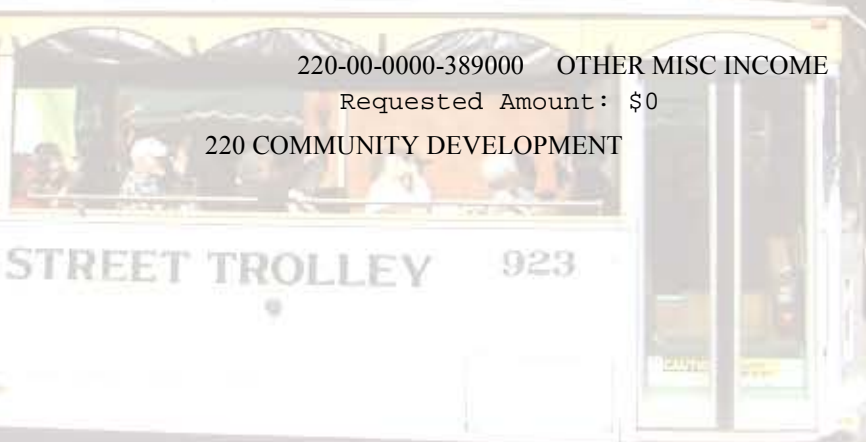 220-00-0000-389000 OTHER MISC INCOME
Requested Amount: $0
220 COMMUNITY DEVELOPMENT
STREET TROLLEY 923